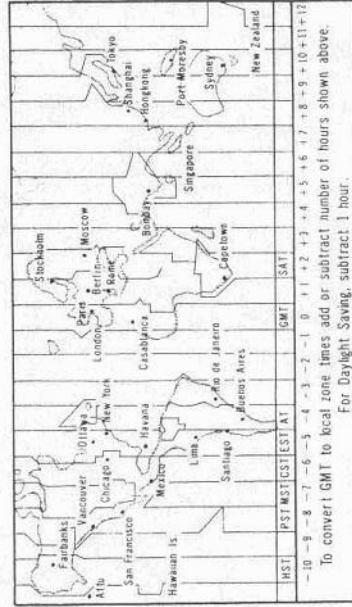 Stockholm
Fairbanks
Moscow
Berlin
Paris
London
Rome
Vancouver
Ottawa
New York
Chicago
Tokyo
Attu
San Francisco
Shanghai
Casablanca
Hongkong
Havana
Hawaiian Is.
Mexico
Bombay
Singapore
Port Moresby
Lima
Rio de Janeiro
Santiago
Buenos Aires
Capetown
Sydney
New Zealand
HST PST MST CST EST AT GMT SAT
-10 -9 -8 -7 -6 -5 -4 -3 -2 -1 0 +1 +2 +3 +4 +5 +6 +7 +8 +9 +10 +11 +12
To convert GMT to local zone times add or subtract number of hours shown above.
For Daylight Saving, subtract 1 hour.